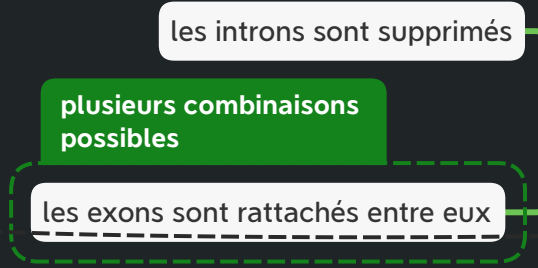 les introns sont supprimés
plusieurs combinaisons
possibles
les exons sont rattachés entre eux